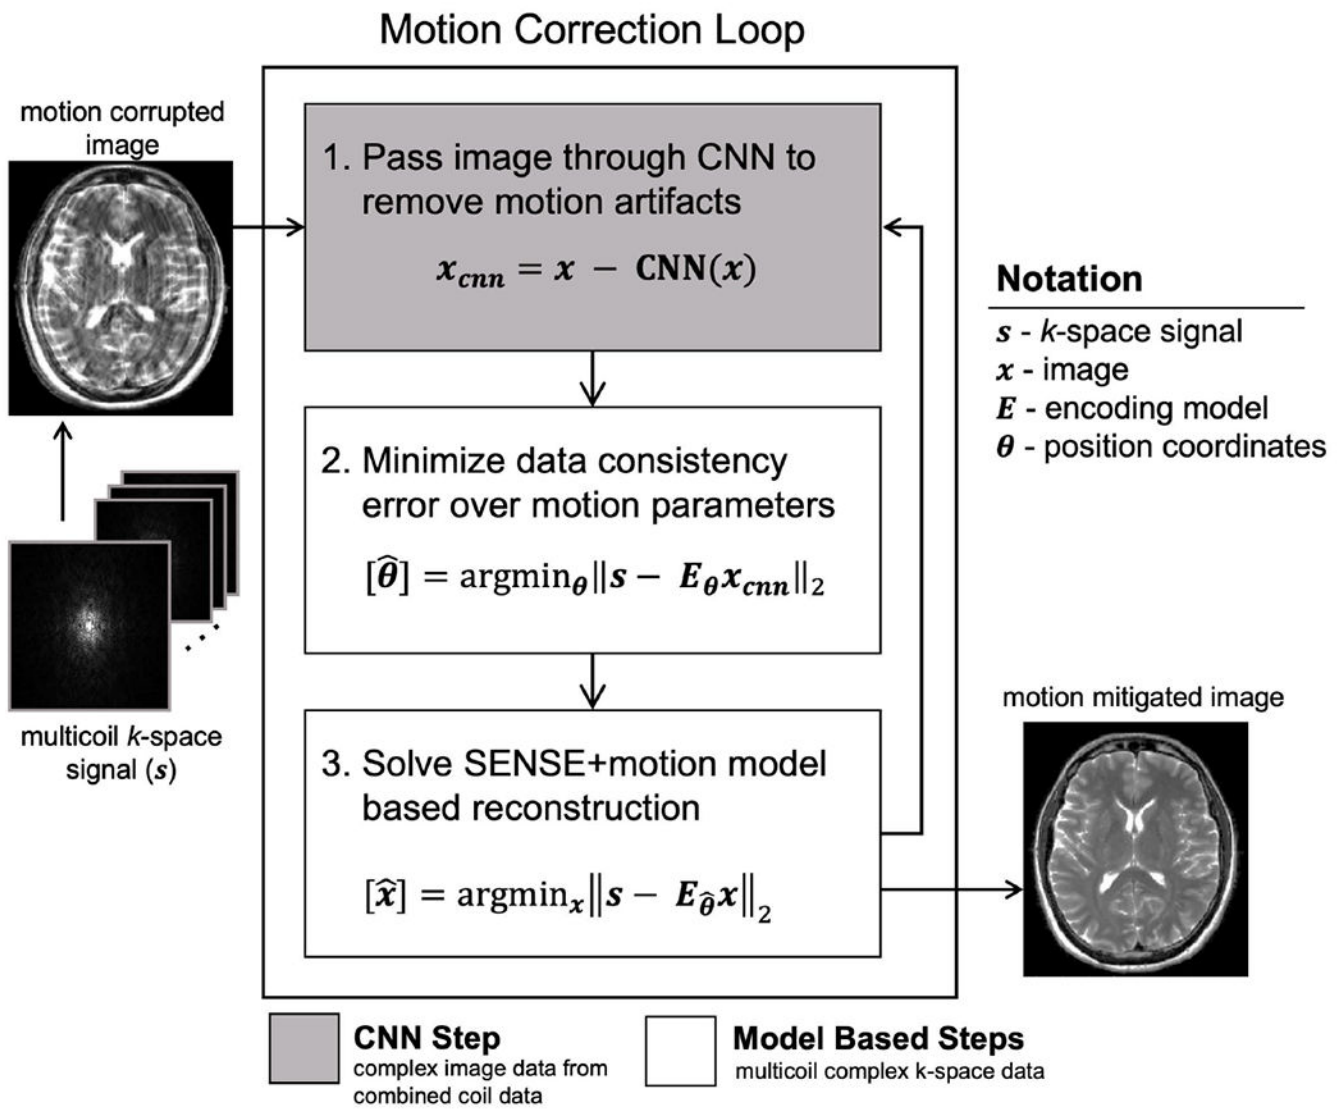 Motion Correction Loop
motion corrupted
image
1. Pass image through CNN to
remove motion artifacts
x_cnn = x − CNN(x)
2. Minimize data consistency
error over motion parameters
[θ̂] = argmin_θ‖s − E_θ x_cnn‖₂
3. Solve SENSE+motion model
based reconstruction
[x̂] = argmin_x‖s − E_θ̂ x‖₂
multicoil k-space
signal (s)
Notation
s - k-space signal
x - image
E - encoding model
θ - position coordinates
motion mitigated image
CNN Step
complex image data from
combined coil data
Model Based Steps
multicoil complex k-space data